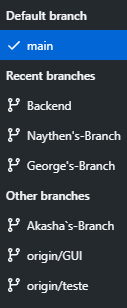 Default branch
main
Recent branches
Backend
Naythen's-Branch
George's-Branch
Other branches
Akasha`s-Branch
origin/GUI
origin/teste